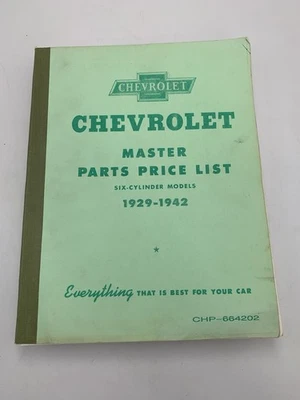 CHEVROLET
CHEVROLET
MASTER
PARTS PRICE LIST
SIX-CYLINDER MODELS
1929-1942
*
Everything THAT IS BEST FOR YOUR CAR
CHP-664202